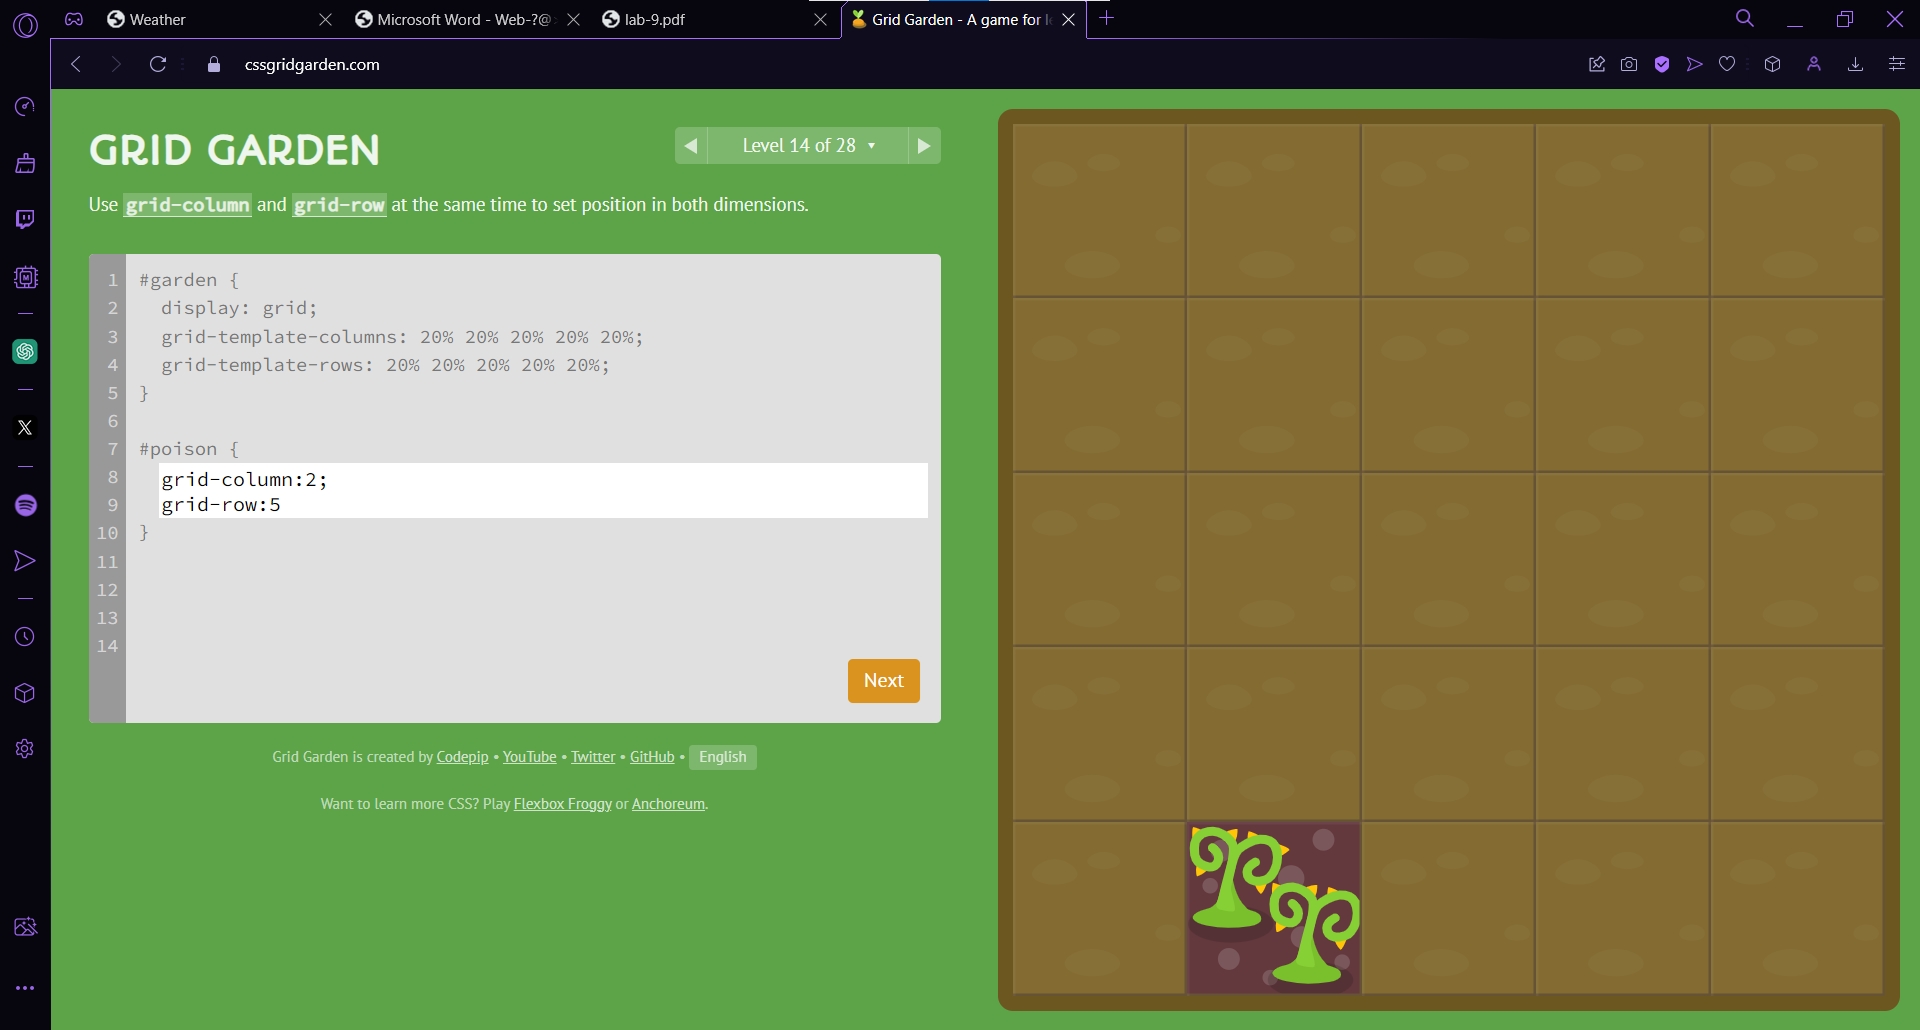 Weather
Microsoft Word - Web-?@
lab-9.pdf
Grid Garden - A game for l
cssgridgarden.com
GRID GARDEN
Level 14 of 28
Use grid-column and grid-row at the same time to set position in both dimensions.
1 #garden {
2 display: grid;
3 grid-template-columns: 20% 20% 20% 20% 20%;
4 grid-template-rows: 20% 20% 20% 20% 20%;
5 }
6
7 #poison {
8 grid-column:2;
9 grid-row:5
10 }
11
12
13
14
Next
Grid Garden is created by Codepip • YouTube • Twitter • GitHub • English
Want to learn more CSS? Play Flexbox Froggy or Anchoreum.